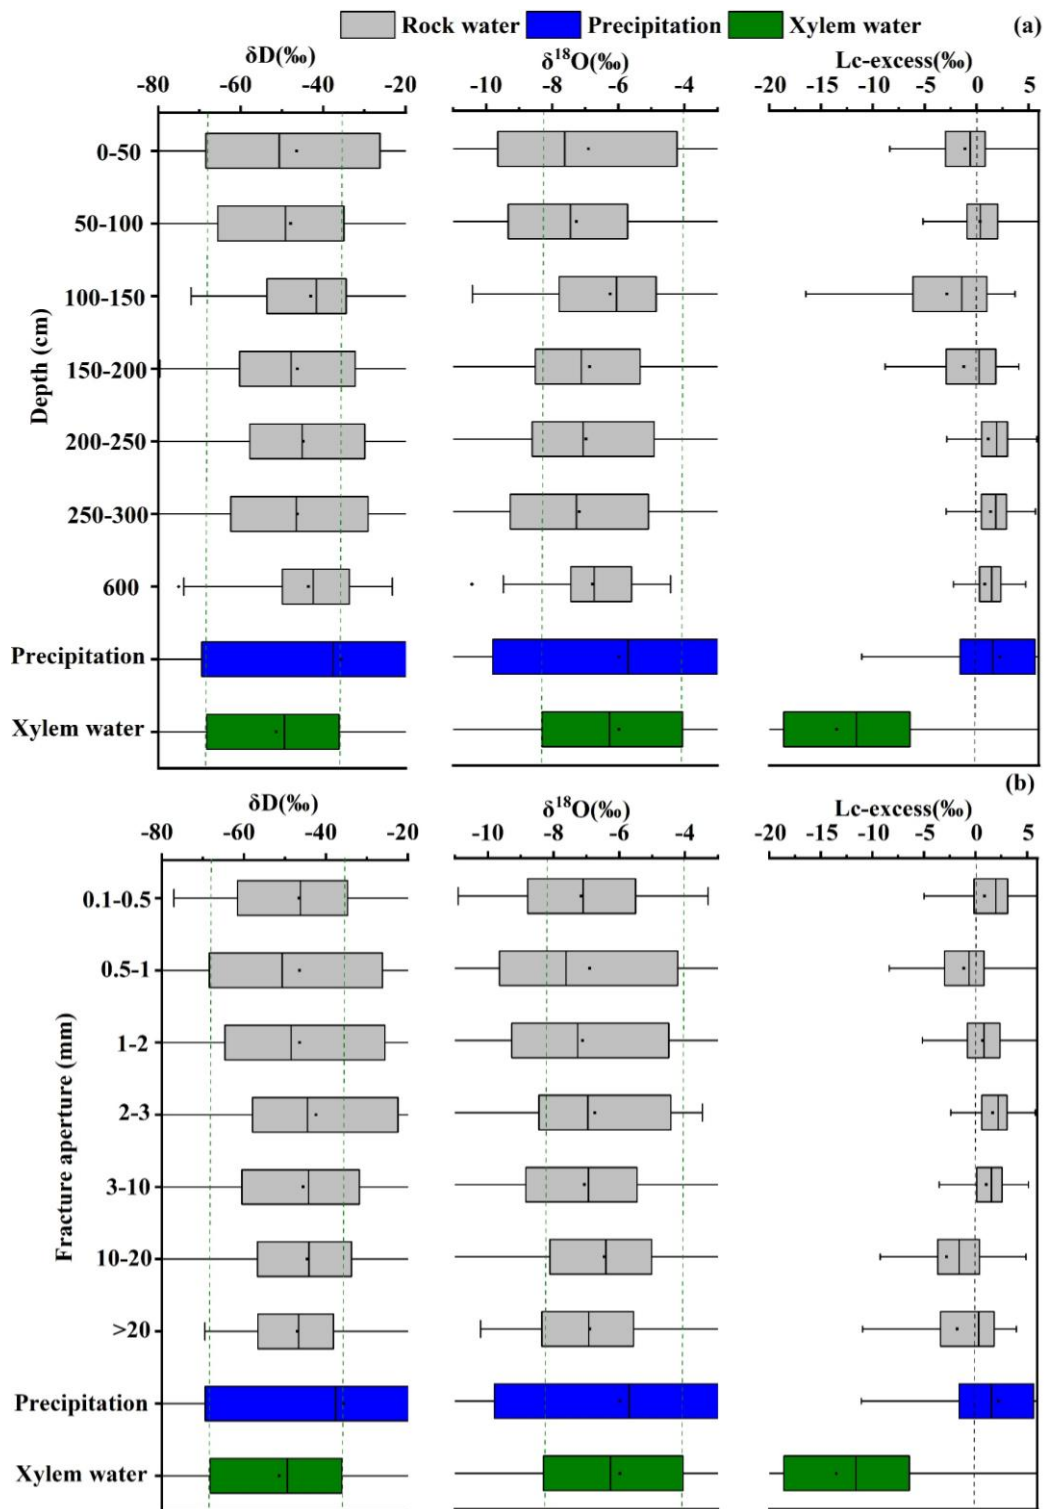 Rock water Precipitation Xylem water (a)
δD(‰) δ¹⁸O(‰) Lc-excess(‰)
-80 -60 -40 -20 -10 -8 -6 -4 -20 -15 -10 -5 0 5
Depth (cm)
0-50
50-100
100-150
150-200
200-250
250-300
600
Precipitation
Xylem water
(b)
δD(‰) δ¹⁸O(‰) Lc-excess(‰)
-80 -60 -40 -20 -10 -8 -6 -4 -20 -15 -10 -5 0 5
Fracture aperture (mm)
0.1-0.5
0.5-1
1-2
2-3
3-10
10-20
>20
Precipitation
Xylem water